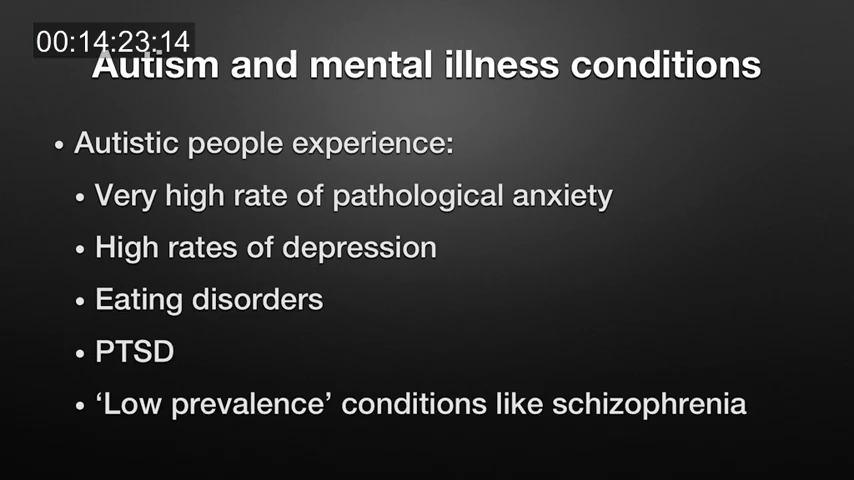 00:14:23:14
Autism and mental illness conditions
• Autistic people experience:
• Very high rate of pathological anxiety
• High rates of depression
• Eating disorders
• PTSD
• ‘Low prevalence’ conditions like schizophrenia